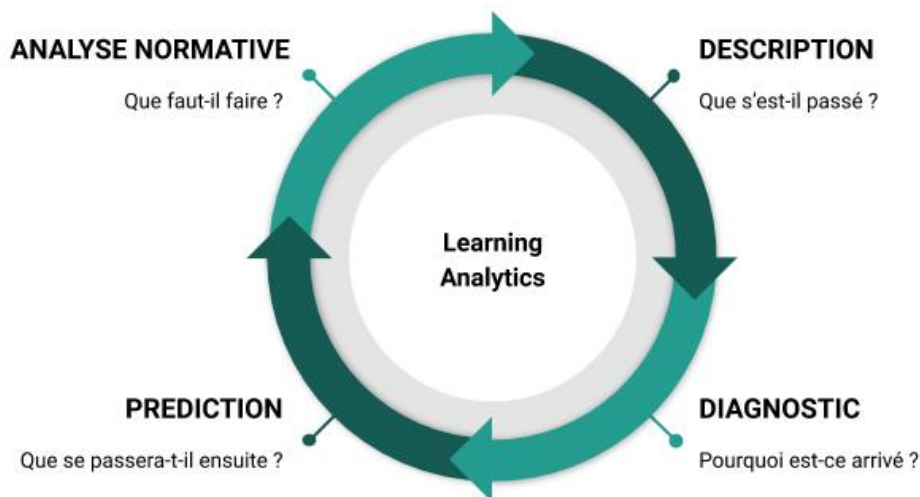 ANALYSE NORMATIVE
Que faut-il faire ?
DESCRIPTION
Que s'est-il passé ?
Learning
Analytics
PREDICTION
Que se passera-t-il ensuite ?
DIAGNOSTIC
Pourquoi est-ce arrivé ?